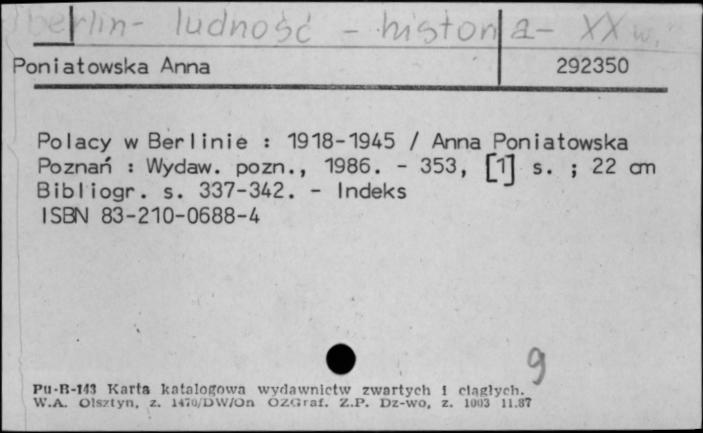 Berlin - ludność - historia - XX w.
Poniatowska Anna 292350
Polacy w Berlinie : 1918-1945 / Anna Poniatowska
Poznań : Wydaw. pozn., 1986. - 353, [1] s. ; 22 cm
Bibliogr. s. 337-342. - Indeks
ISBN 83-210-0688-4
9
Pu-B-143 Karta katalogowa wydawnictw zwartych i ciągłych.
W.A. Olsztyn, z. 1470/DW/On OZGraf. Z.P. Dz-wo, z. 1003 11.87